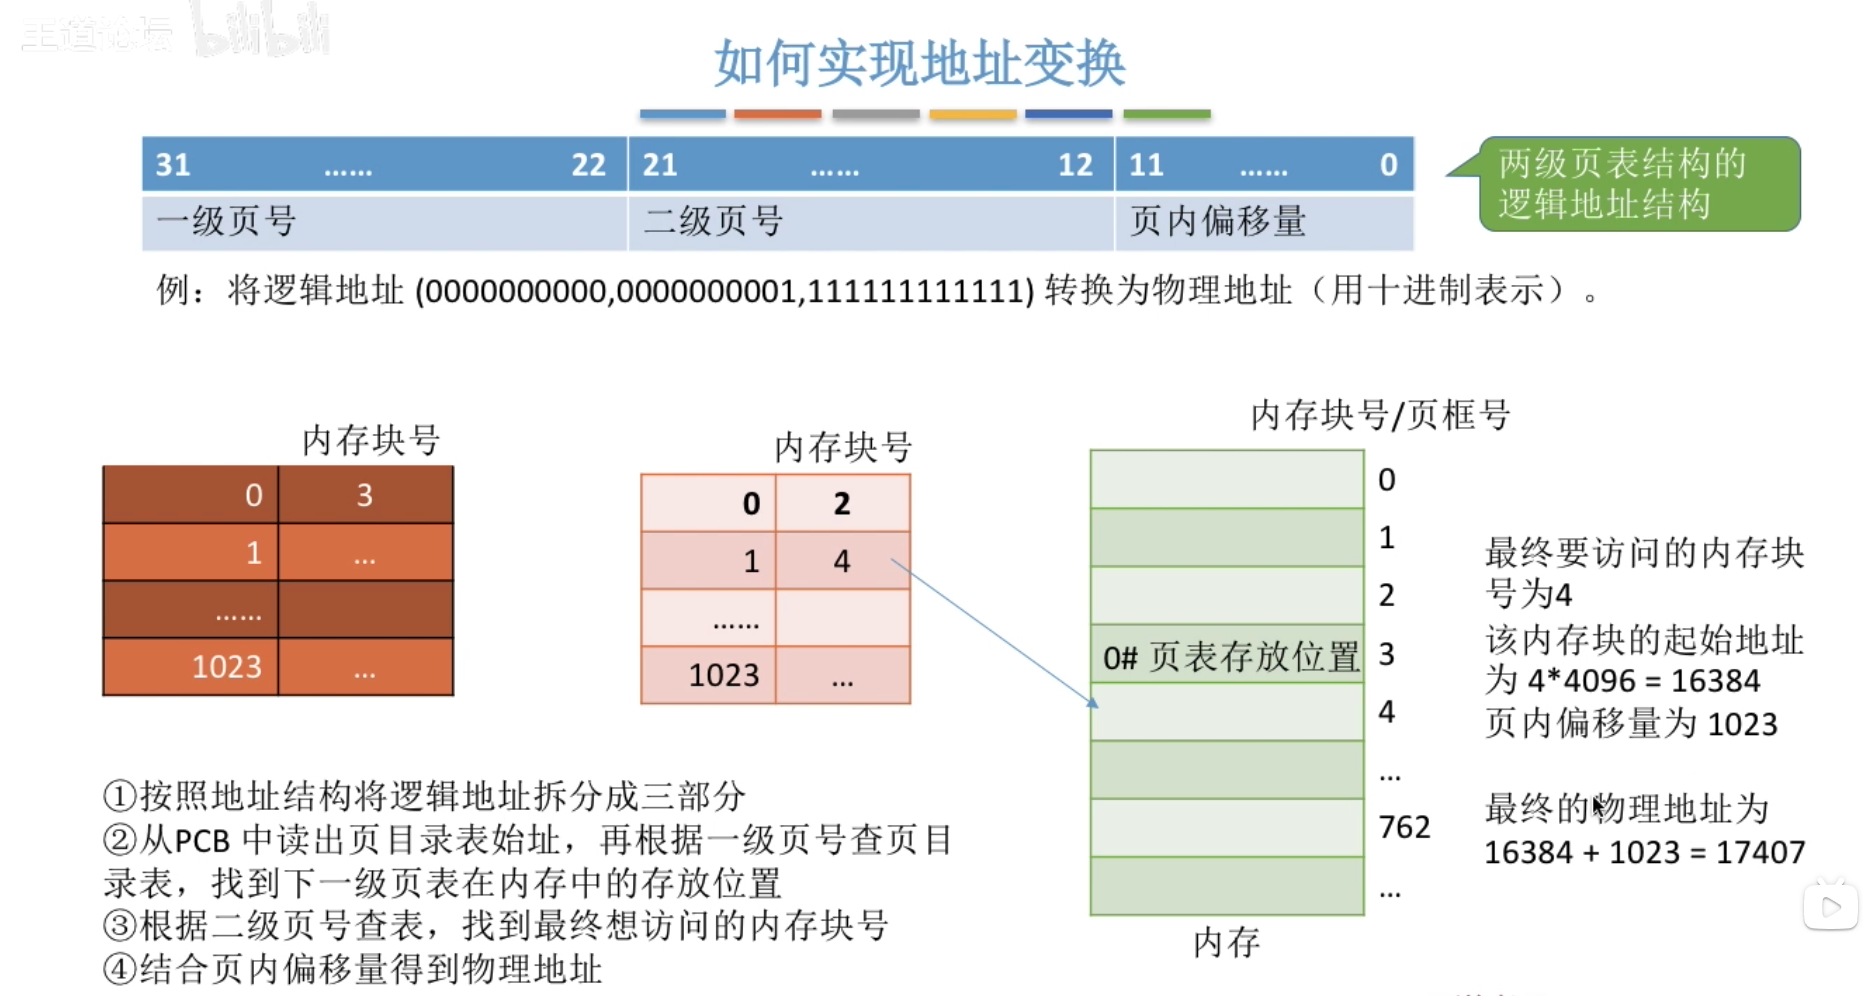 王道论坛 bilibili
如何实现地址变换
31 …… 22 21 …… 12 11 …… 0
一级页号 二级页号 页内偏移量
两级页表结构的
逻辑地址结构
例：将逻辑地址 (0000000000,0000000001,111111111111) 转换为物理地址（用十进制表示）。
内存块号
0 3
1 …
……
1023 …
内存块号
0 2
1 4
……
1023 …
内存块号/页框号
0
1
2
0# 页表存放位置 3
4
…
762
…
内存
最终要访问的内存块
号为4
该内存块的起始地址
为 4*4096 = 16384
页内偏移量为 1023
最终的物理地址为
16384 + 1023 = 17407
①按照地址结构将逻辑地址拆分成三部分
②从PCB 中读出页目录表始址，再根据一级页号查页目
录表，找到下一级页表在内存中的存放位置
③根据二级页号查表，找到最终想访问的内存块号
④结合页内偏移量得到物理地址